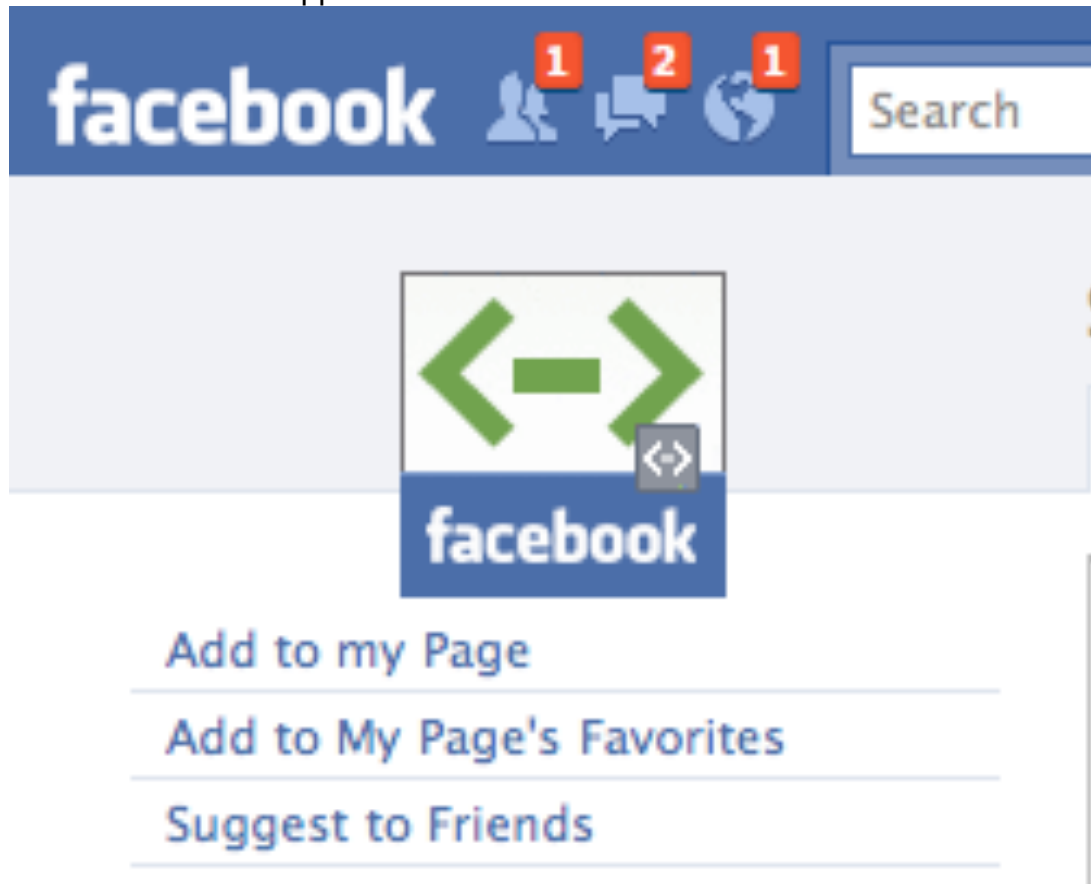 facebook 1 2 1 Search
<->
<->
facebook
Add to my Page
Add to My Page's Favorites
Suggest to Friends